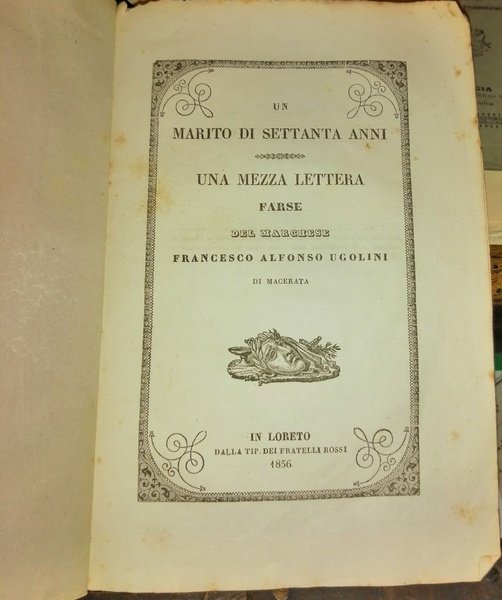 UN
MARITO DI SETTANTA ANNI
UNA MEZZA LETTERA
FARSE
DEL MARCHESE
FRANCESCO ALFONSO UGOLINI
DI MACERATA
IN LORETO
DALLA TIP. DEI FRATELLI ROSSI
1856